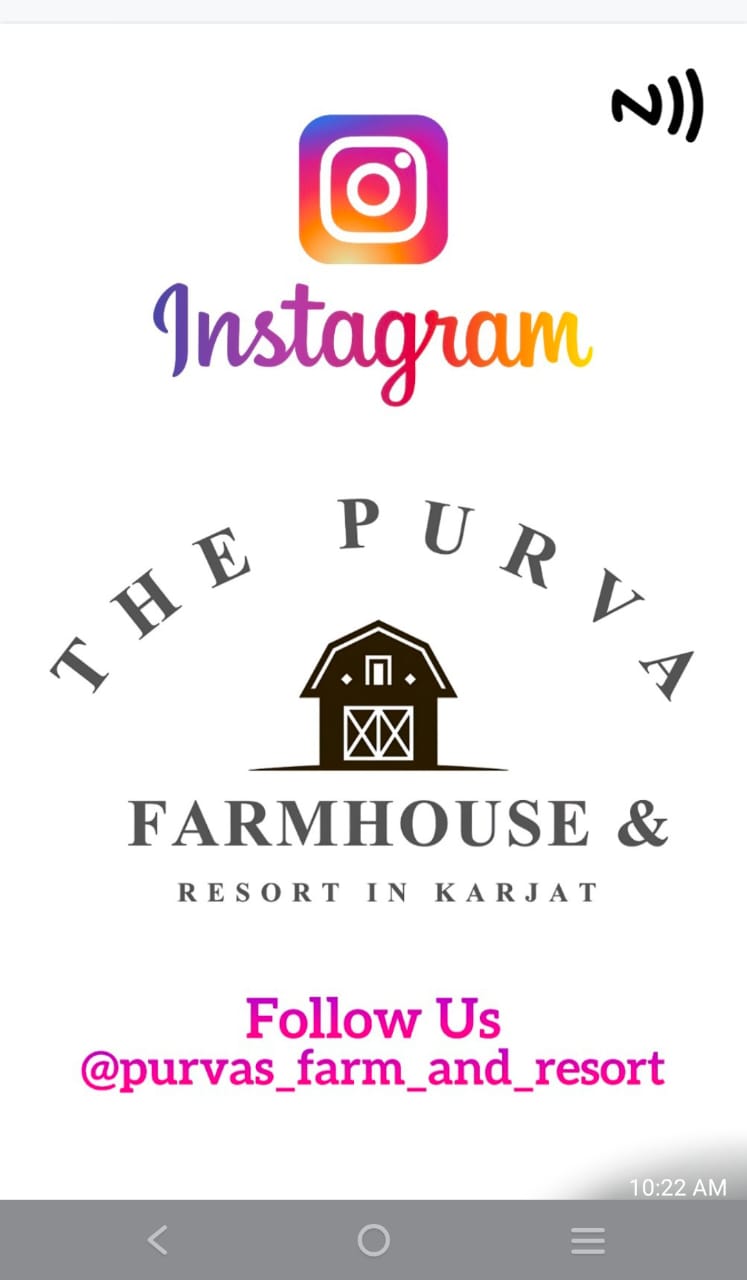 Instagram
THE PURVA
FARMHOUSE &
RESORT IN KARJAT
Follow Us
@purvas_farm_and_resort
10:22 AM